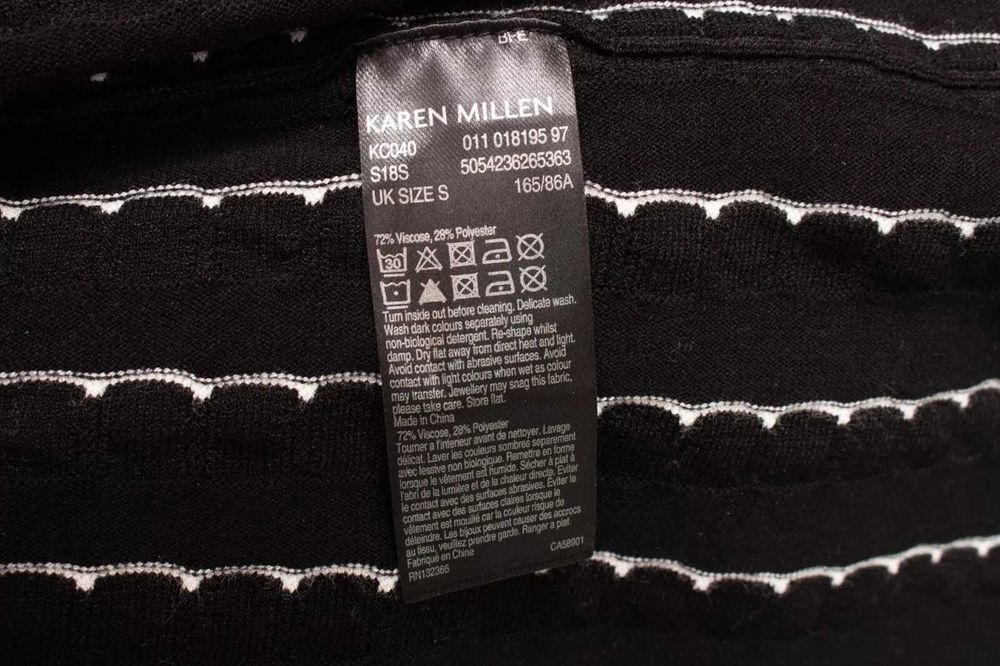 KAREN MILLEN
KC040 011 018195 97
S18S 5054236265363
UK SIZE S 165/86A
72% Viscose, 28% Polyester
30
Turn inside out before cleaning. Delicate wash.
Wash dark colours separately using
non-biological detergent. Re-shape whilst
damp. Dry flat away from direct heat and light.
Avoid contact with abrasive surfaces. Avoid
contact with light colours when wet as colour
may transfer. Jewellery may snag this fabric,
please take care. Store flat.
Made in China
72% Viscose, 28% Polyester
Tourner a l'interieur avant de nettoyer. Lavage
délicat. Laver les couleurs sombres separement
avec lessive non biologique. Remettre en forme
lorsque le vêtement est humide. Sécher à plat à
l'abri de la lumière et de la chaleur directe. Eviter
le contact avec des surfaces abrasives. Éviter le
contact avec des surfaces claires lorsque le
vêtement est mouillé car la couleur risque de
déteindre. Les bijoux peuvent causer des accrocs
au tissu, veuillez prendre garde. Ranger a plat.
Fabriqué en Chine
RN132366 CA58901